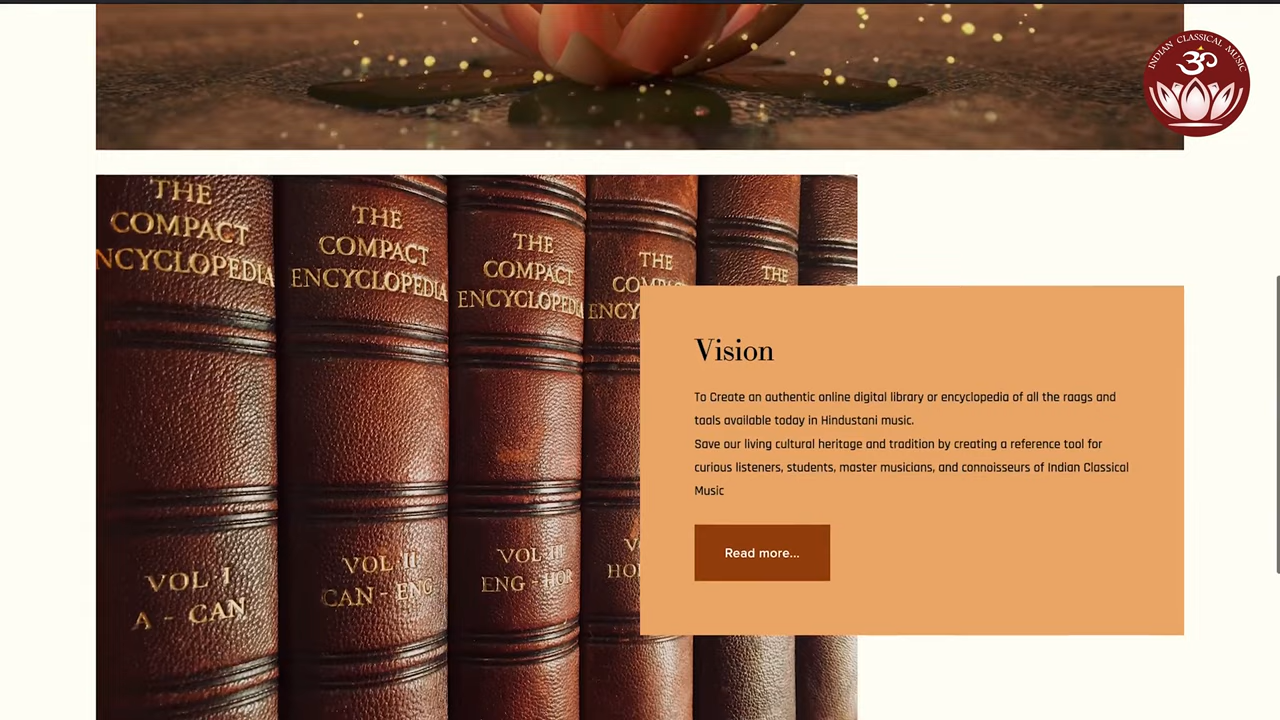 INDIAN CLASSICAL MUSIC
ॐ
THE
COMPACT
NCYCLOPEDIA
VOL I
A - CAN
THE
COMPACT
ENCYCLOPEDIA
VOL II
CAN - ENG
THE
COMPACT
ENCYCLOPEDIA
VOL III
ENG - HOR
THE
THE
Vision
To Create an authentic online digital library or encyclopedia of all the raags and
taals available today in Hindustani music.
Save our living cultural heritage and tradition by creating a reference tool for
curious listeners, students, master musicians, and connoisseurs of Indian Classical
Music
Read more...